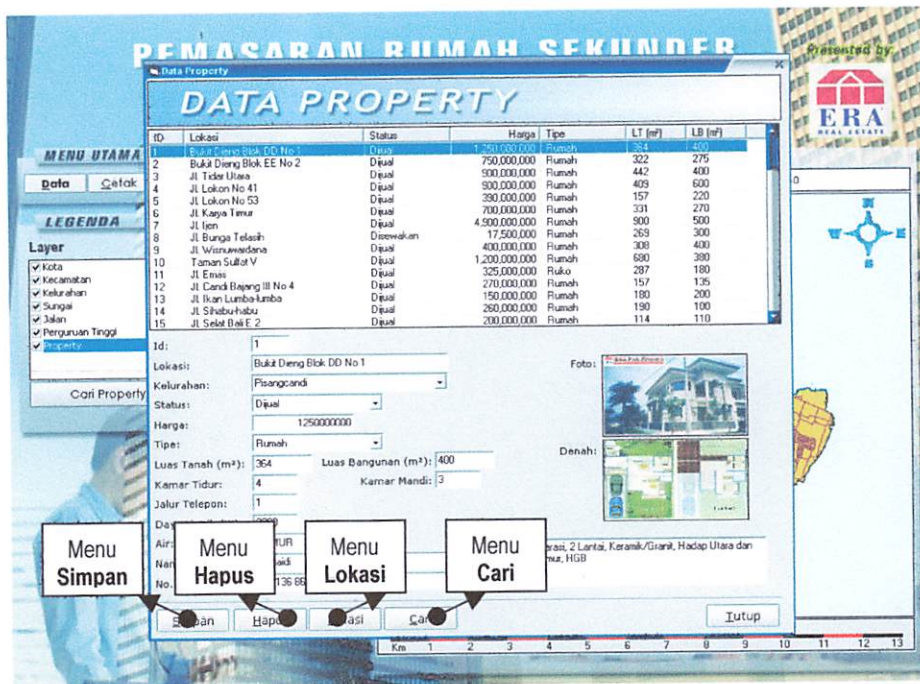 PEMASARAN RUMAH SEKUNDER
Presented by:
ERA
REAL ESTATE
Data Property
DATA PROPERTY
ID Lokasi Status Harga Tipe LT (m²) LB (m²)
1 Bukit Dieng Blok DD No 1 Dijual 1,250,000,000 Rumah 364 400
2 Bukit Dieng Blok EE No 2 Dijual 750,000,000 Rumah 322 275
3 Jl. Tidar Utara Dijual 900,000,000 Rumah 442 400
4 Jl. Lokon No 41 Dijual 900,000,000 Rumah 409 600
5 Jl. Lokon No 53 Dijual 390,000,000 Rumah 157 220
6 Jl. Karya Timur Dijual 700,000,000 Rumah 331 270
7 Jl. Ijen Dijual 4,900,000,000 Rumah 900 500
8 Jl. Bunga Telasih Disewakan 17,500,000 Rumah 269 300
9 Jl. Wisnuwardana Dijual 400,000,000 Rumah 308 400
10 Taman Sulfat V Dijual 1,200,000,000 Rumah 680 380
11 Jl. Emas Dijual 325,000,000 Ruko 287 180
12 Jl. Candi Bajang III No 4 Dijual 270,000,000 Rumah 157 135
13 Jl. Ikan Lumba-lumba Dijual 150,000,000 Rumah 180 200
14 Jl. Sihabu-habu Dijual 260,000,000 Rumah 190 100
15 Jl. Selat Bali E 2 Dijual 200,000,000 Rumah 114 110
MENU UTAMA
Data Cetak
LEGENDA
Layer
Kota
Kecamatan
Kelurahan
Sungai
Jalan
Perguruan Tinggi
Property
Cari Property
Id: 1
Lokasi: Bukit Dieng Blok DD No 1
Kelurahan: Pisangcandi
Status: Dijual
Harga: 1250000000
Tipe: Rumah
Luas Tanah (m²): 364 Luas Bangunan (m²): 400
Kamar Tidur: 4 Kamar Mandi: 3
Jalur Telepon: 1
Foto:
Denah:
Air:
No.
2 Lantai, Keramik/Granit, Hadap Utara dan
HGB
Menu
Simpan
Menu
Hapus
Menu
Lokasi
Menu
Cari
Tutup
Km 1 2 3 4 5 6 7 8 9 10 11 12 13